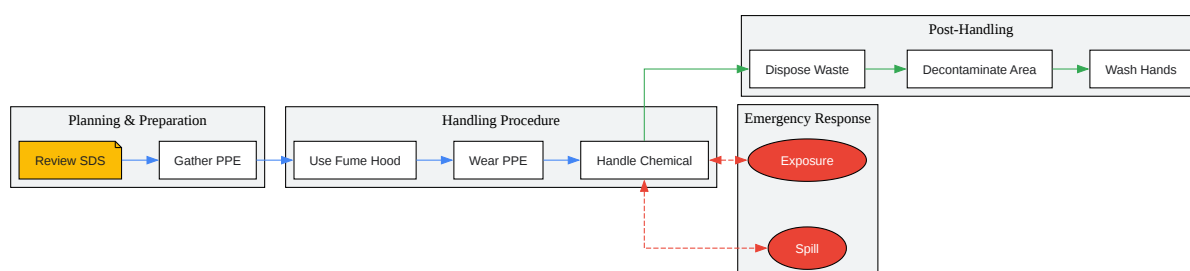 Post-Handling
Dispose Waste
Decontaminate Area
Wash Hands
Planning & Preparation
Review SDS
Gather PPE
Handling Procedure
Use Fume Hood
Wear PPE
Handle Chemical
Emergency Response
Exposure
Spill